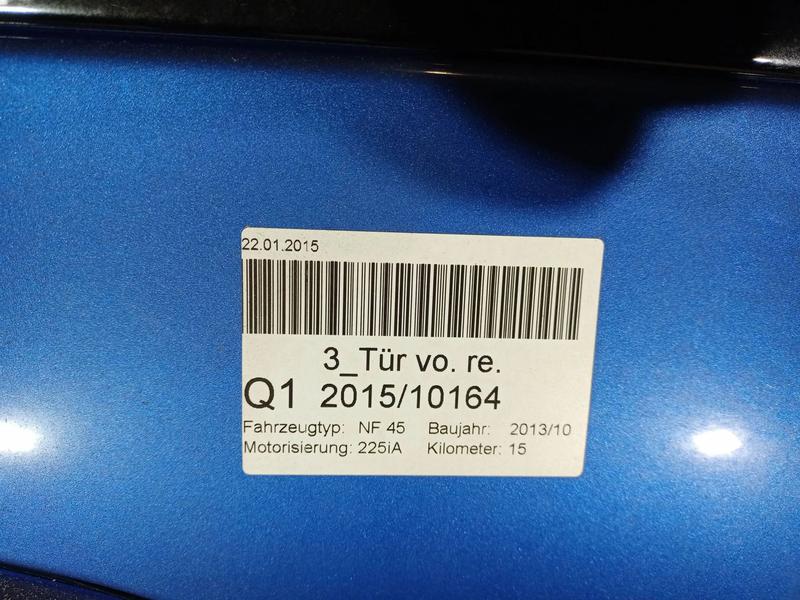 22.01.2015
3_Tür vo. re.
Q1 2015/10164
Fahrzeugtyp: NF 45 Baujahr: 2013/10
Motorisierung: 225iA Kilometer: 15